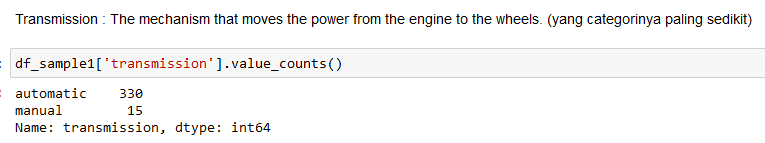 Transmission : The mechanism that moves the power from the engine to the wheels. (yang categorinya paling sedikit)
df_sample1['transmission'].value_counts()
automatic    330
manual        15
Name: transmission, dtype: int64